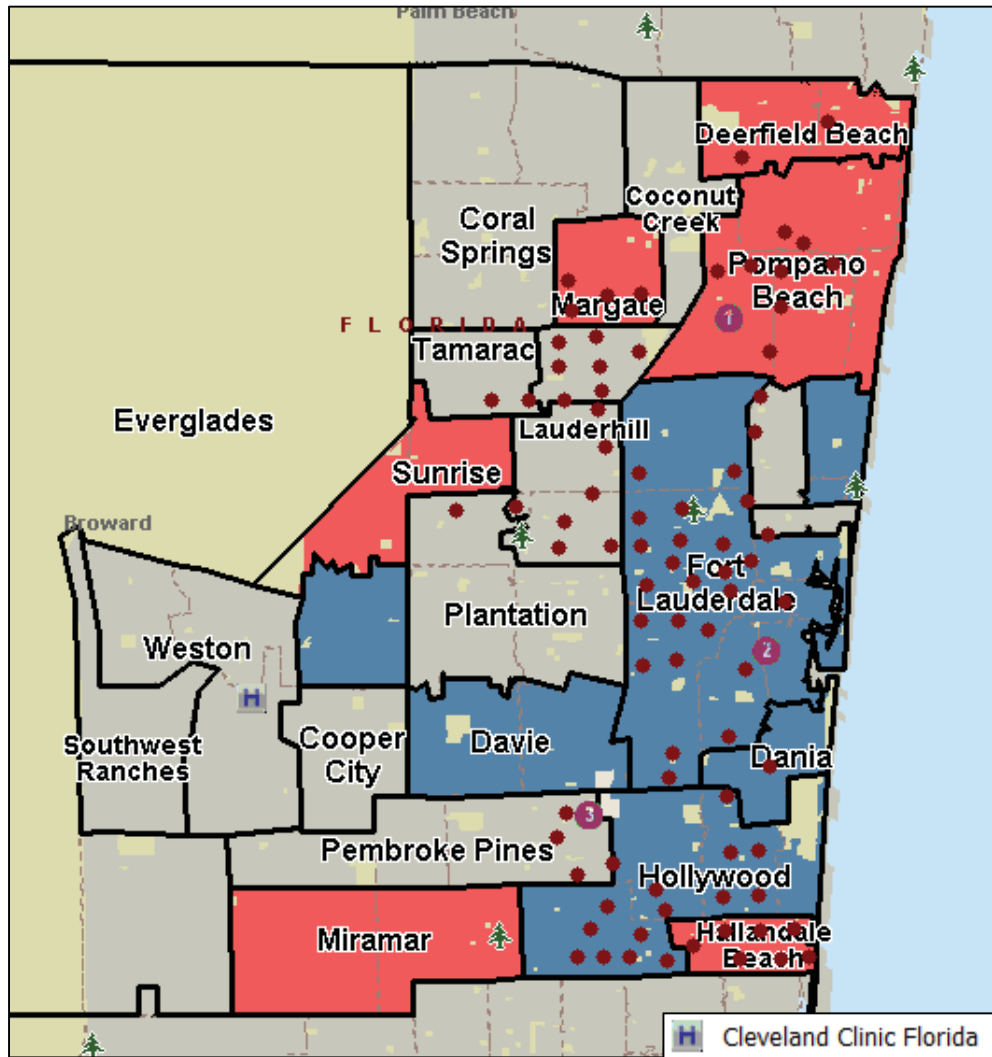 Palm Beach
Deerfield Beach
Coconut
Creek
Coral
Springs
Pompano
Beach
Margate
1
FLORIDA
Tamarac
Everglades
Lauderhill
Sunrise
Broward
Fort
Lauderdale
Plantation
Weston
2
H
Southwest
Ranches
Cooper
City
Davie
Dania
3
Pembroke Pines
Hollywood
Miramar
Hallandale
Beach
H Cleveland Clinic Florida